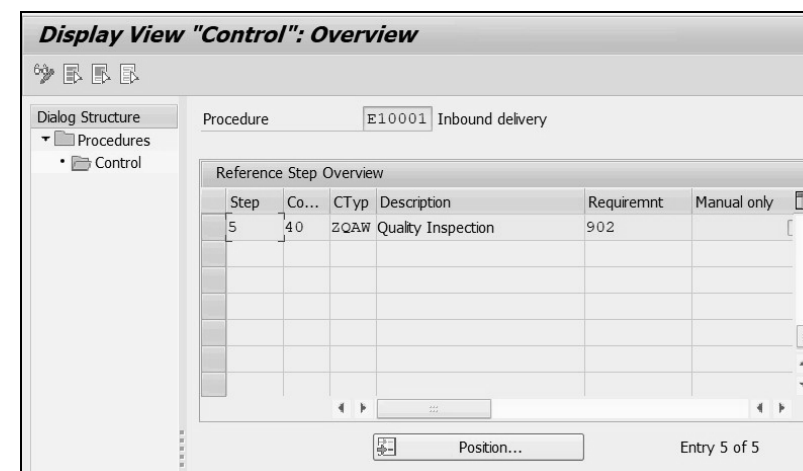 Display View "Control": Overview
Dialog Structure
Procedures
Control
Procedure E10001 Inbound delivery
Reference Step Overview
Step Co... CTyp Description Requiremnt Manual only
5 40 ZQAW Quality Inspection 902
Position... Entry 5 of 5